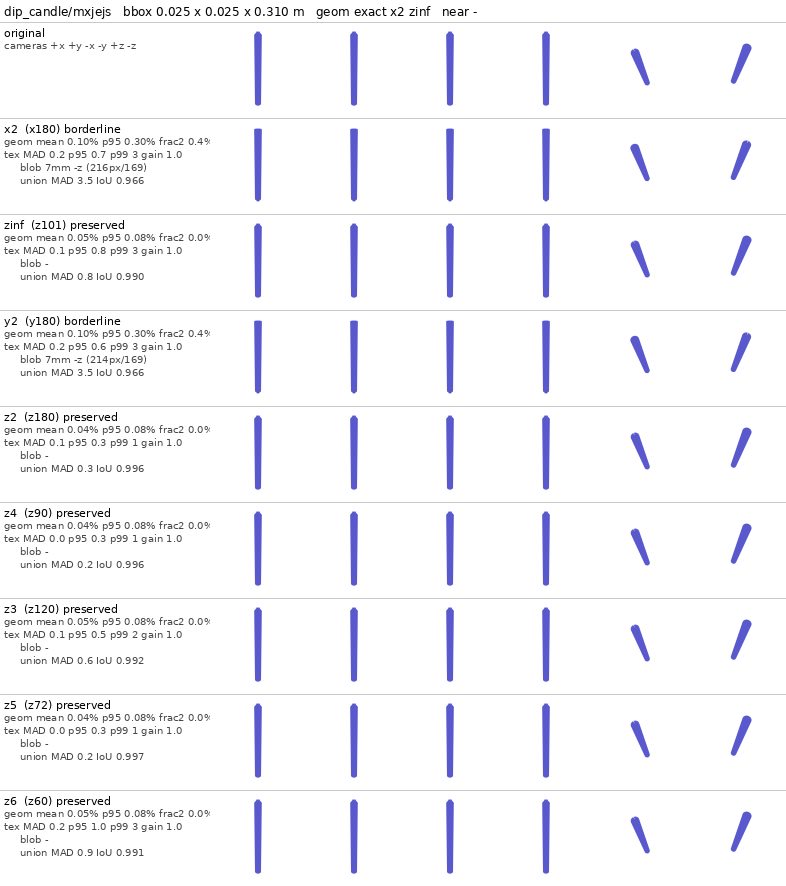 dip_candle/mxjejs   bbox 0.025 x 0.025 x 0.310 m   geom exact x2 zinf   near -
original
cameras +x +y -x -y +z -z
x2  (x180) borderline
geom mean 0.10% p95 0.30% frac2 0.4%
tex MAD 0.2 p95 0.7 p99 3 gain 1.0
blob 7mm -z (216px/169)
union MAD 3.5 IoU 0.966
zinf  (z101) preserved
geom mean 0.05% p95 0.08% frac2 0.0%
tex MAD 0.1 p95 0.8 p99 3 gain 1.0
blob -
union MAD 0.8 IoU 0.990
y2  (y180) borderline
geom mean 0.10% p95 0.30% frac2 0.4%
tex MAD 0.2 p95 0.6 p99 3 gain 1.0
blob 7mm -z (214px/169)
union MAD 3.5 IoU 0.966
z2  (z180) preserved
geom mean 0.04% p95 0.08% frac2 0.0%
tex MAD 0.1 p95 0.3 p99 1 gain 1.0
blob -
union MAD 0.3 IoU 0.996
z4  (z90) preserved
geom mean 0.04% p95 0.08% frac2 0.0%
tex MAD 0.0 p95 0.3 p99 1 gain 1.0
blob -
union MAD 0.2 IoU 0.996
z3  (z120) preserved
geom mean 0.05% p95 0.08% frac2 0.0%
tex MAD 0.1 p95 0.5 p99 2 gain 1.0
blob -
union MAD 0.6 IoU 0.992
z5  (z72) preserved
geom mean 0.04% p95 0.08% frac2 0.0%
tex MAD 0.0 p95 0.3 p99 1 gain 1.0
blob -
union MAD 0.2 IoU 0.997
z6  (z60) preserved
geom mean 0.05% p95 0.08% frac2 0.0%
tex MAD 0.2 p95 1.0 p99 3 gain 1.0
blob -
union MAD 0.9 IoU 0.991